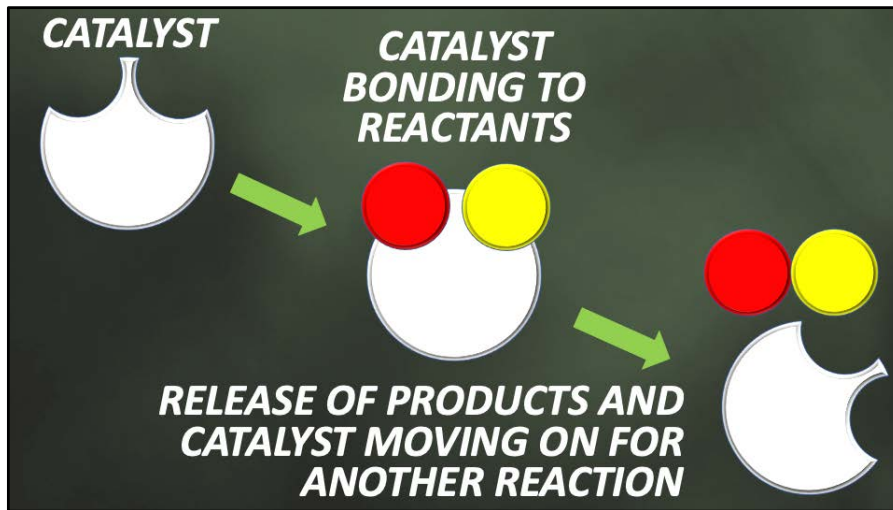 CATALYST
CATALYST
BONDING TO
REACTANTS
RELEASE OF PRODUCTS AND
CATALYST MOVING ON FOR
ANOTHER REACTION